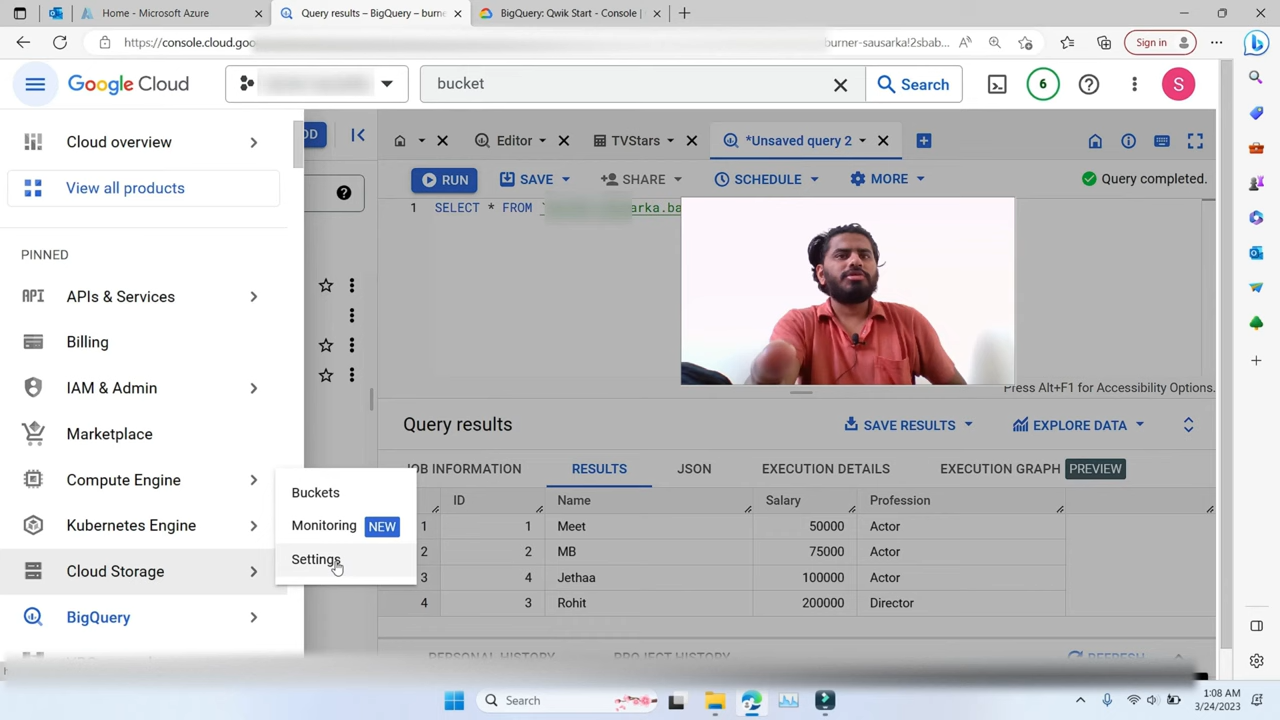 Home - Microsoft Azure
Query results – BigQuery – burne
BigQuery: Qwik Start - Console |
https://console.cloud.goo
burner-sausarka!2sbab...
Sign in
Google Cloud
bucket
Search
6
S
Cloud overview
View all products
PINNED
API APIs & Services
Billing
IAM & Admin
Marketplace
Compute Engine
Kubernetes Engine
Cloud Storage
BigQuery
Buckets
Monitoring NEW
Settings
DD
Editor
TVStars
*Unsaved query 2
RUN
SAVE
SHARE
SCHEDULE
MORE
Query completed.
1 SELECT * FROM
arka.ba
Press Alt+F1 for Accessibility Options.
Query results
SAVE RESULTS
EXPLORE DATA
JOB INFORMATION
RESULTS
JSON
EXECUTION DETAILS
EXECUTION GRAPH PREVIEW
ID Name Salary Profession
1 1 Meet 50000 Actor
2 2 MB 75000 Actor
3 4 Jethaa 100000 Actor
4 3 Rohit 200000 Director
PERSONAL HISTORY
PROJECT HISTORY
REFRESH
Search
1:08 AM
3/24/2023